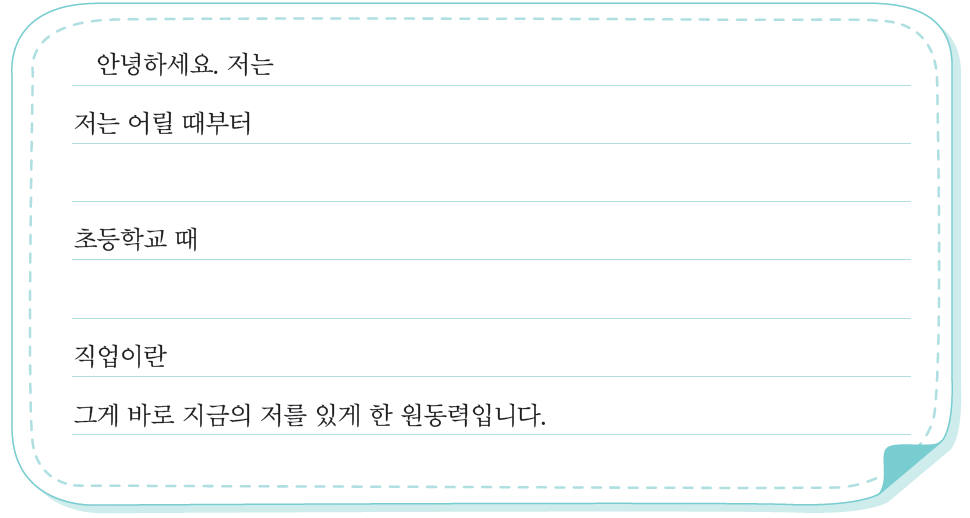 안녕하세요. 저는
저는 어릴 때부터
초등학교 때
직업이란
그게 바로 지금의 저를 있게 한 원동력입니다.